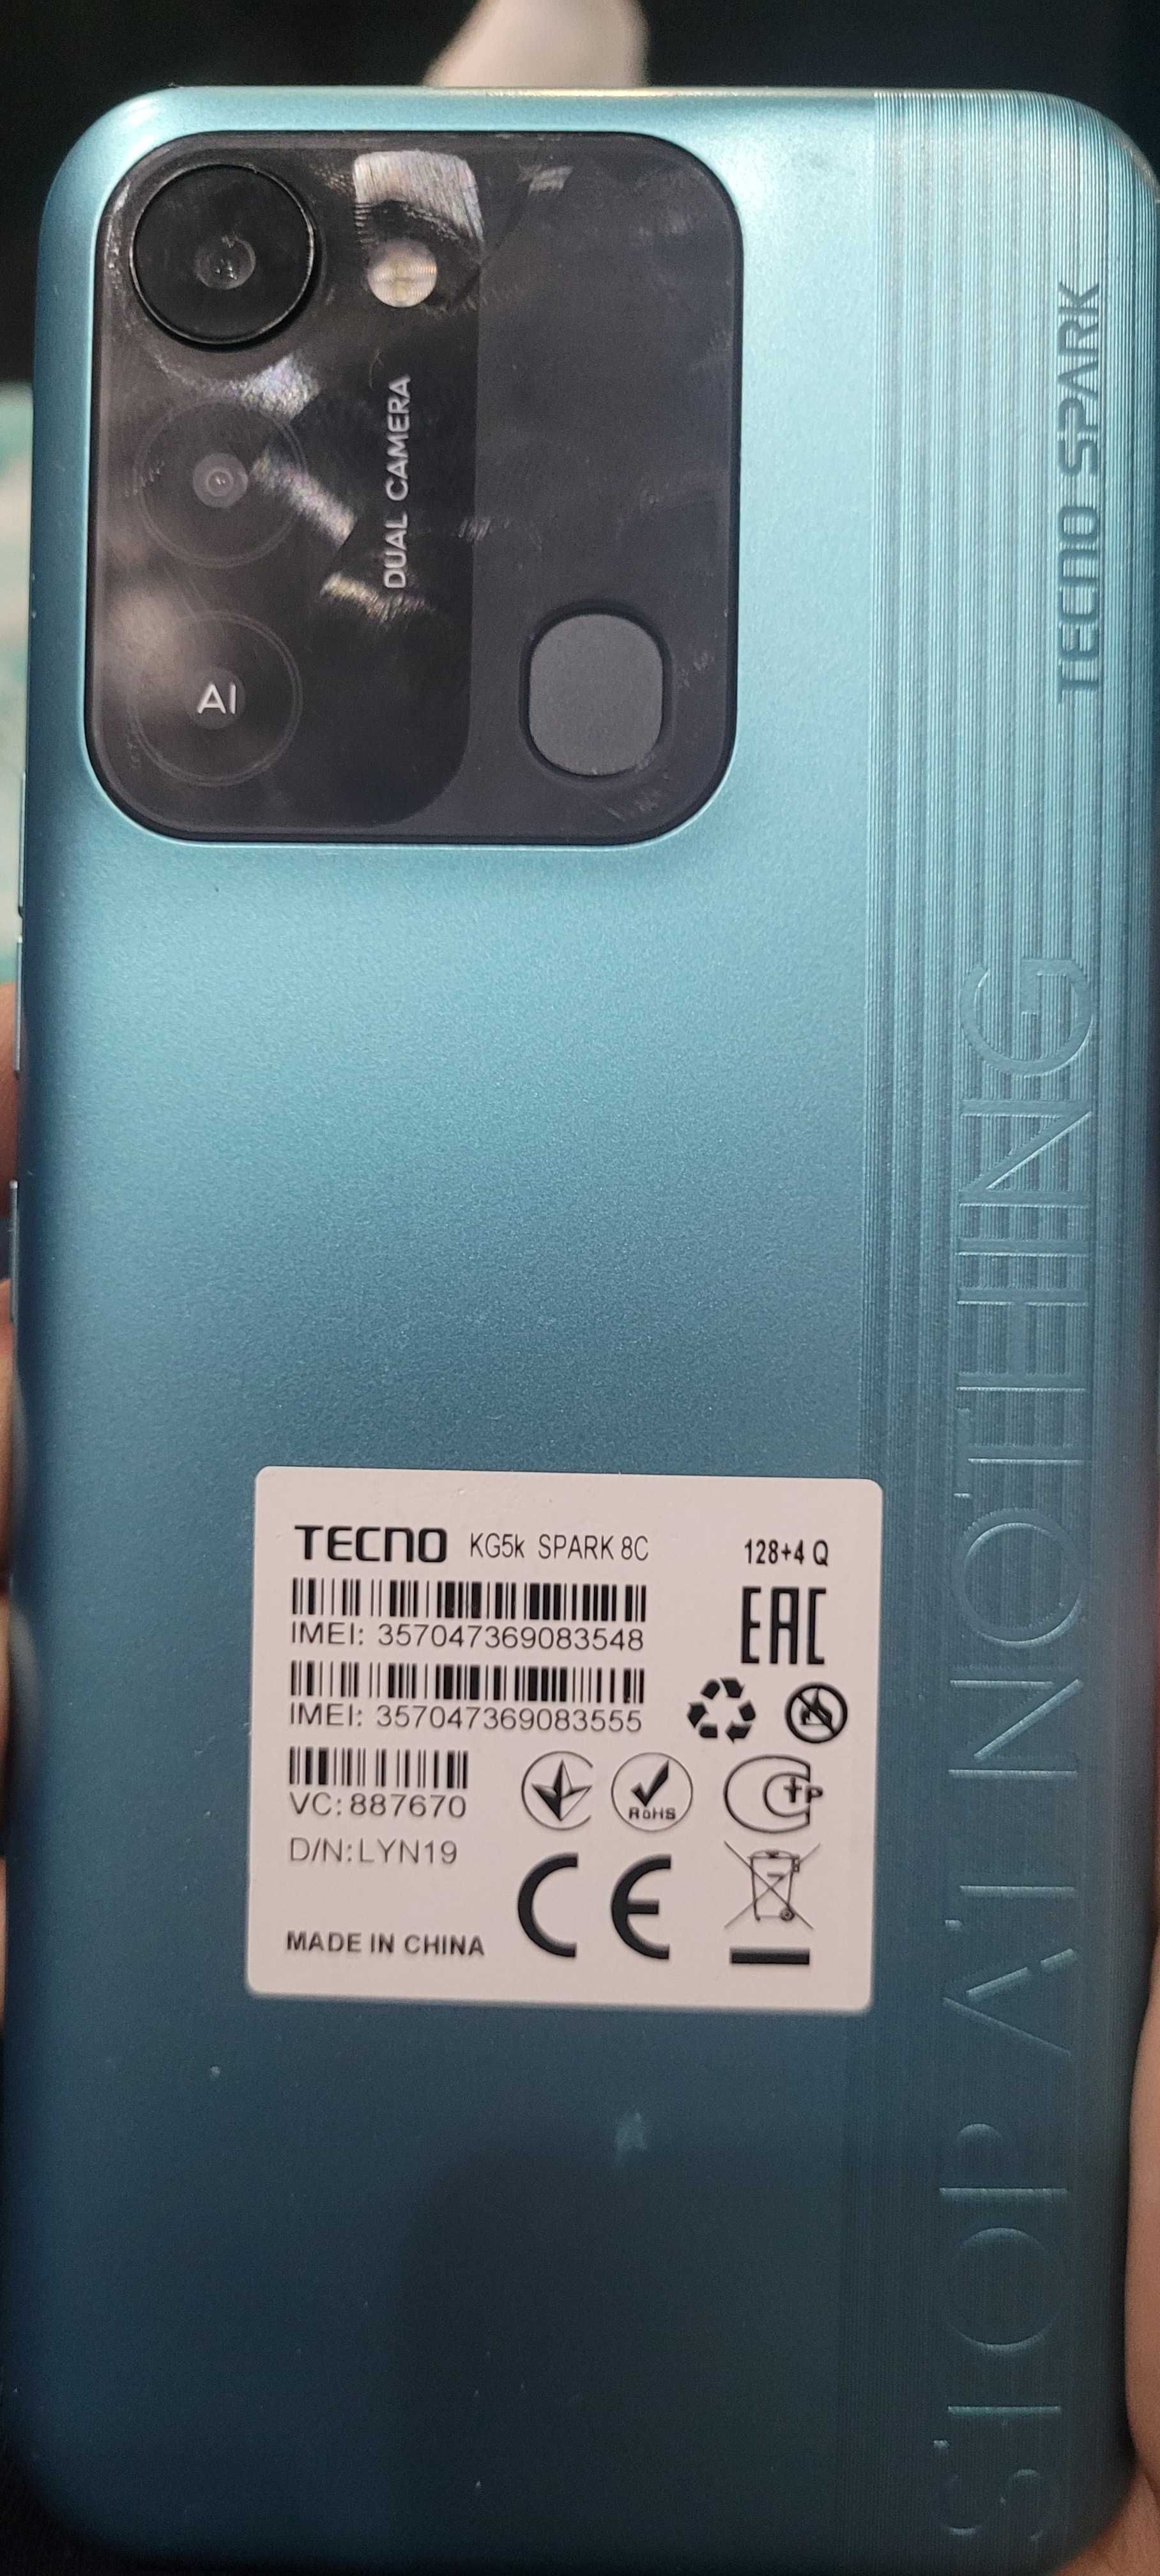 DUAL CAMERA
AI
TECNO SPARK
STOP AT NOTHING
TECNO KG5k SPARK 8C 128+4 Q
IMEI: 357047369083548
EAC
IMEI: 357047369083555
VC: 887670
RoHS
D/N:LYN19
CE
MADE IN CHINA